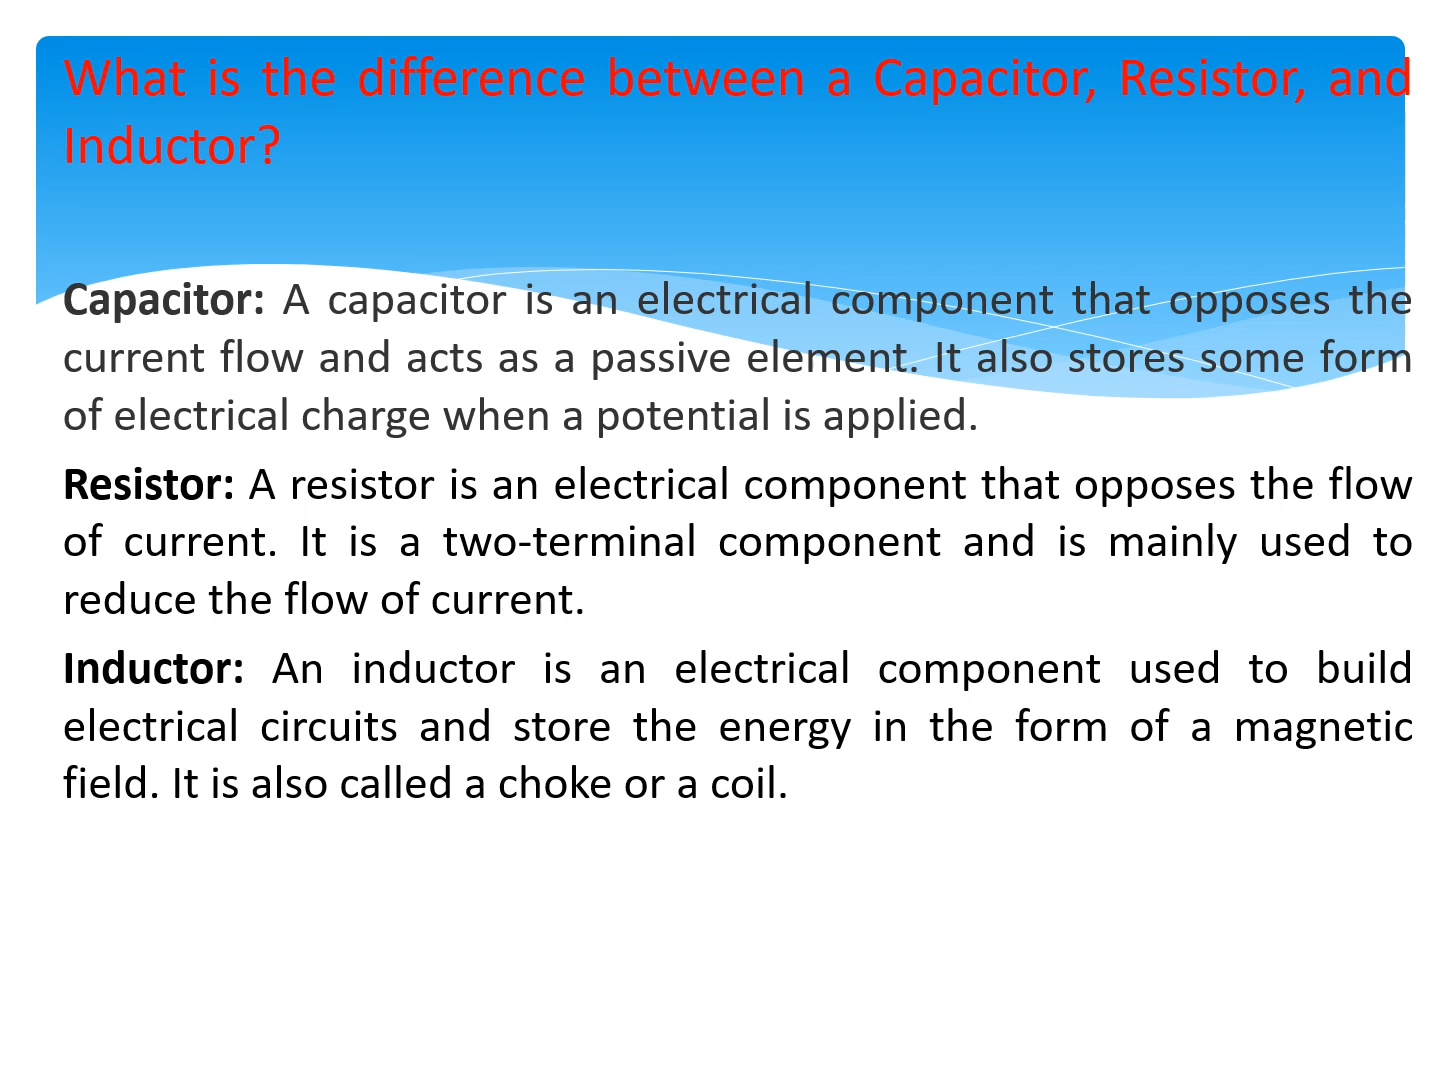 What is the difference between a Capacitor, Resistor, and
Inductor?
Capacitor: A capacitor is an electrical component that opposes the
current flow and acts as a passive element. It also stores some form
of electrical charge when a potential is applied.
Resistor: A resistor is an electrical component that opposes the flow
of current. It is a two-terminal component and is mainly used to
reduce the flow of current.
Inductor: An inductor is an electrical component used to build
electrical circuits and store the energy in the form of a magnetic
field. It is also called a choke or a coil.